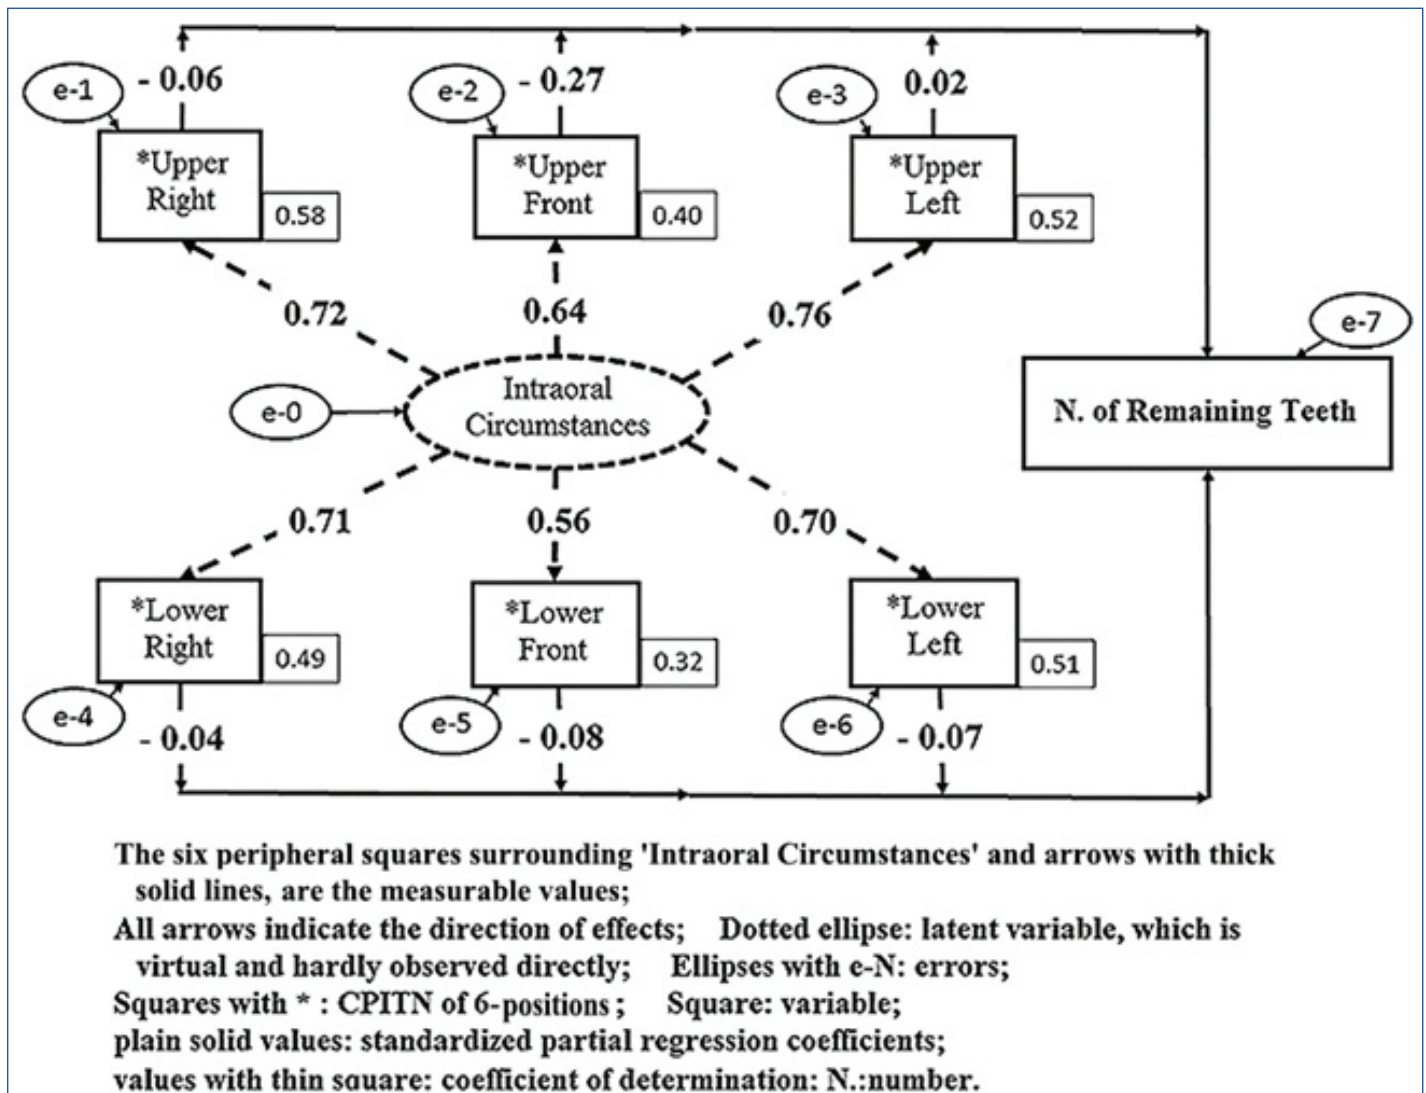 - 0.06
- 0.27
0.02
e-1
e-2
e-3
*Upper
Right
0.58
*Upper
Front
0.40
*Upper
Left
0.52
0.72
0.64
0.76
e-7
Intraoral
Circumstances
e-0
N. of Remaining Teeth
0.71
0.56
0.70
*Lower
Right
0.49
*Lower
Front
0.32
*Lower
Left
0.51
e-4
- 0.04
e-5
- 0.08
e-6
- 0.07
The six peripheral squares surrounding 'Intraoral Circumstances' and arrows with thick
solid lines, are the measurable values;
All arrows indicate the direction of effects; Dotted ellipse: latent variable, which is
virtual and hardly observed directly; Ellipses with e-N: errors;
Squares with * : CPITN of 6-positions ; Square: variable;
plain solid values: standardized partial regression coefficients;
values with thin square: coefficient of determination: N.:number.